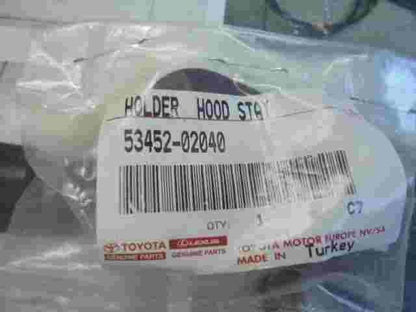 HOLDER HOOD STAY
53452-02040
QTY: 1 C7
TOYOTA LEXUS TOYOTA MOTOR EUROPE NV/SA
GENUINE PARTS GENUINE PARTS MADE IN Turkey